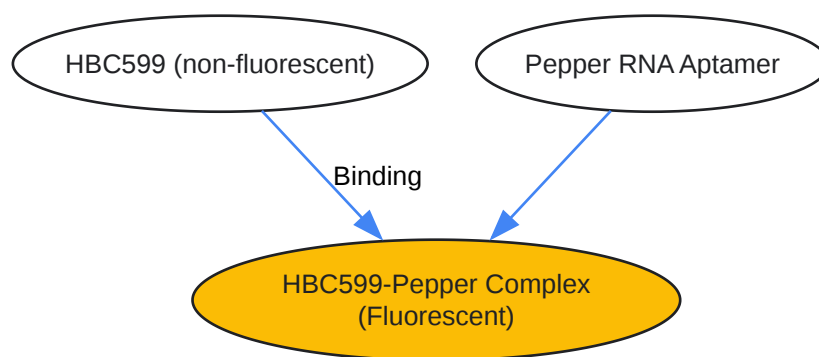 HBC599 (non-fluorescent)
Pepper RNA Aptamer
Binding
HBC599-Pepper Complex
(Fluorescent)